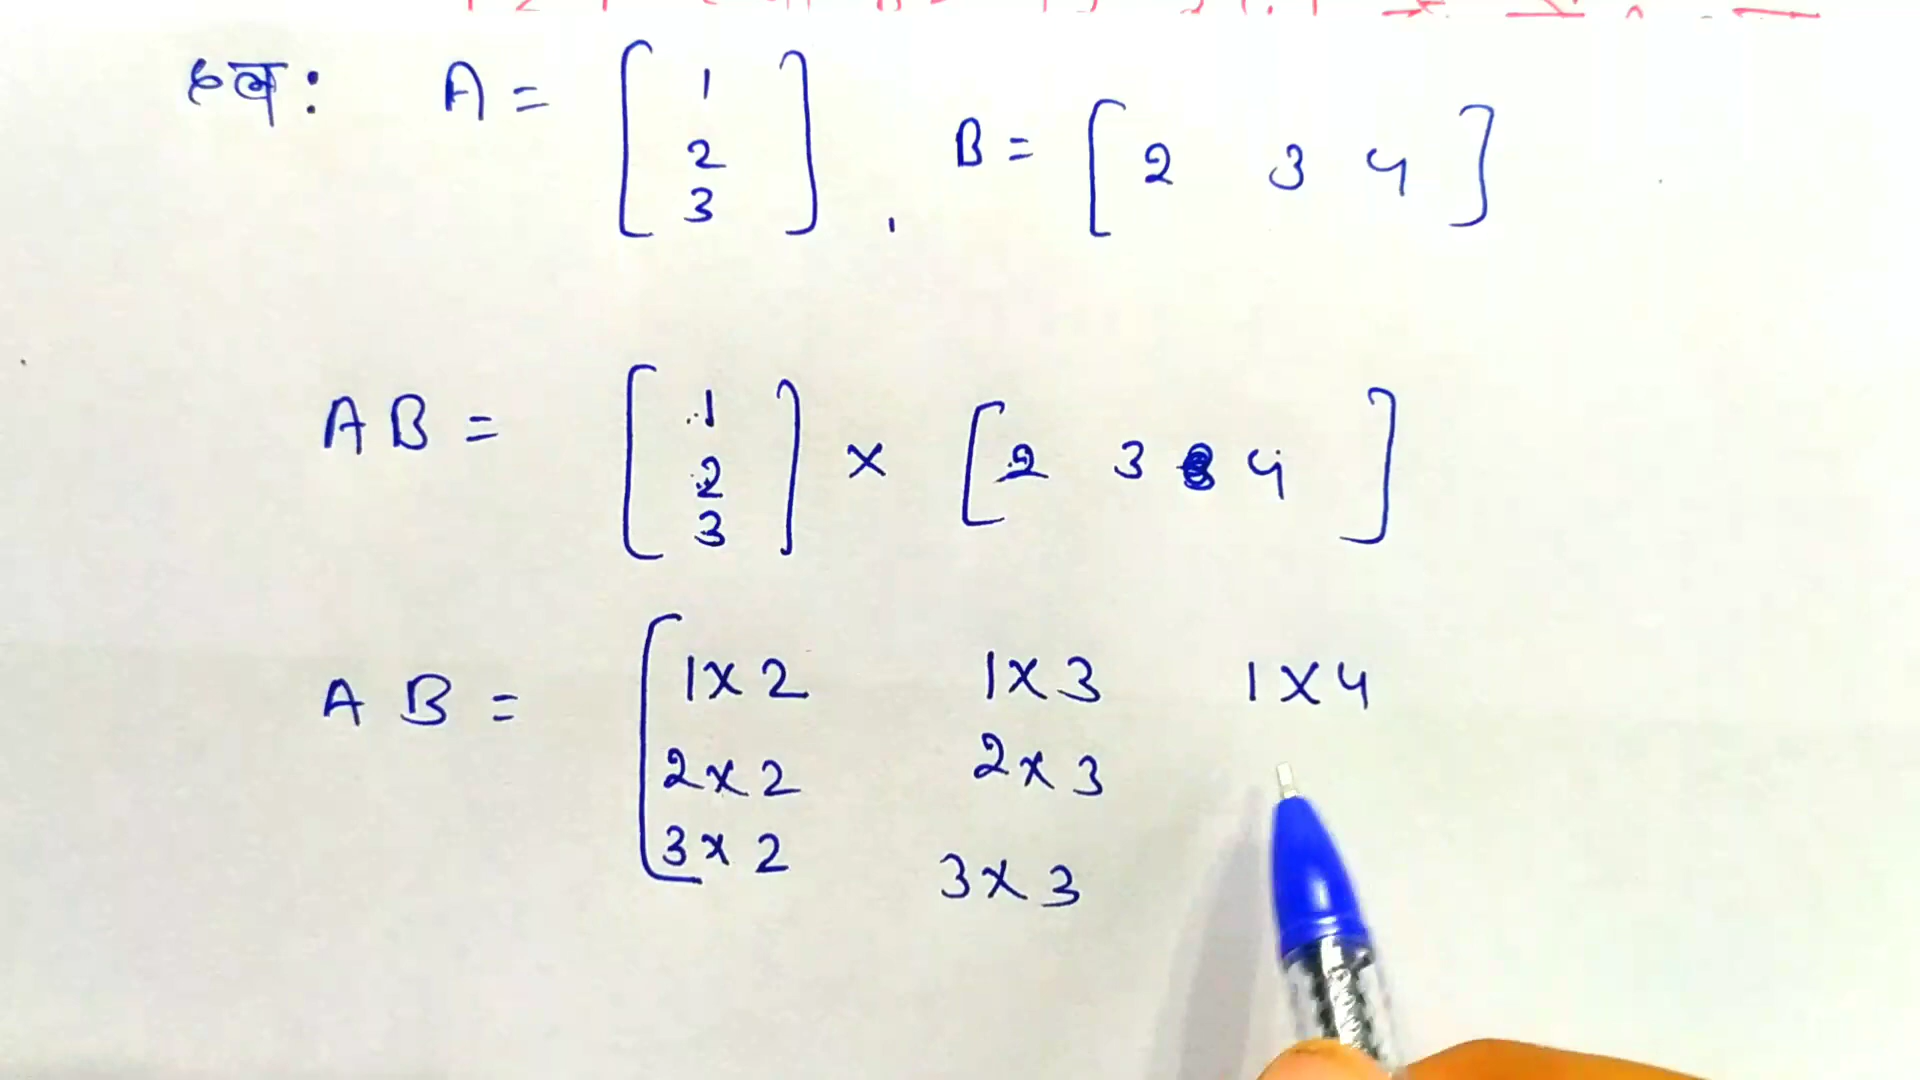 हल: A = [ 1 2 3 ] , B = [ 2 3 4 ]
AB = [ 1 2 3 ] × [ 2 3 4 ]
AB = [ 1×2 1×3 1×4
2×2 2×3
3×2 3×3